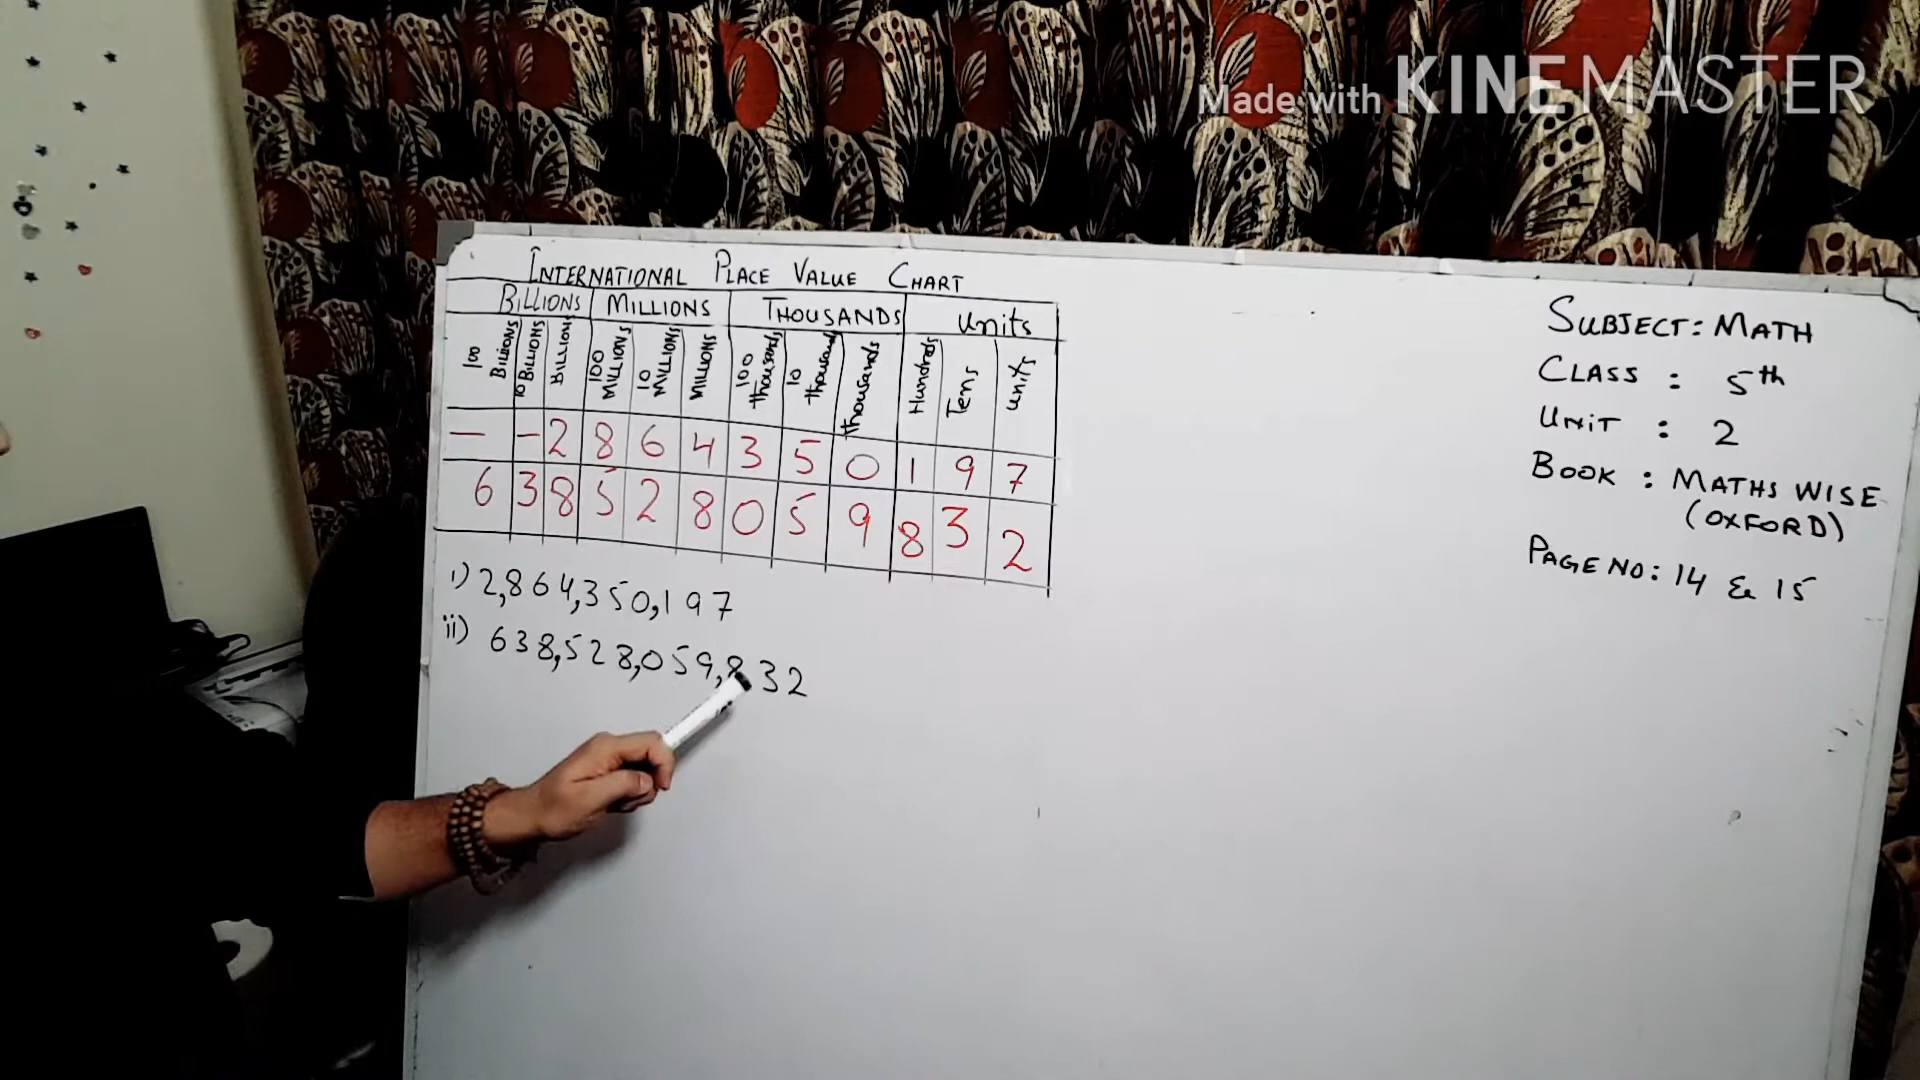 Made with KINEMASTER
INTERNATIONAL PLACE VALUE CHART
BILLIONS MILLIONS THOUSANDS Units
100 BILLIONS 10 BILLIONS BILLION 100 MILLIONS 10 MILLIONS MILLIONS 100 thousands 10 thousand thousands Hundreds Tens units
— – 2 8 6 4 3 5 0 1 9 7
6 3 8 5 2 8 0 5 9 8 3 2
i) 2,864,350,197
ii) 638,528,059,832
SUBJECT: MATH
CLASS : 5th
UNIT : 2
BOOK : MATHS WISE
(OXFORD)
PAGE NO: 14 & 15